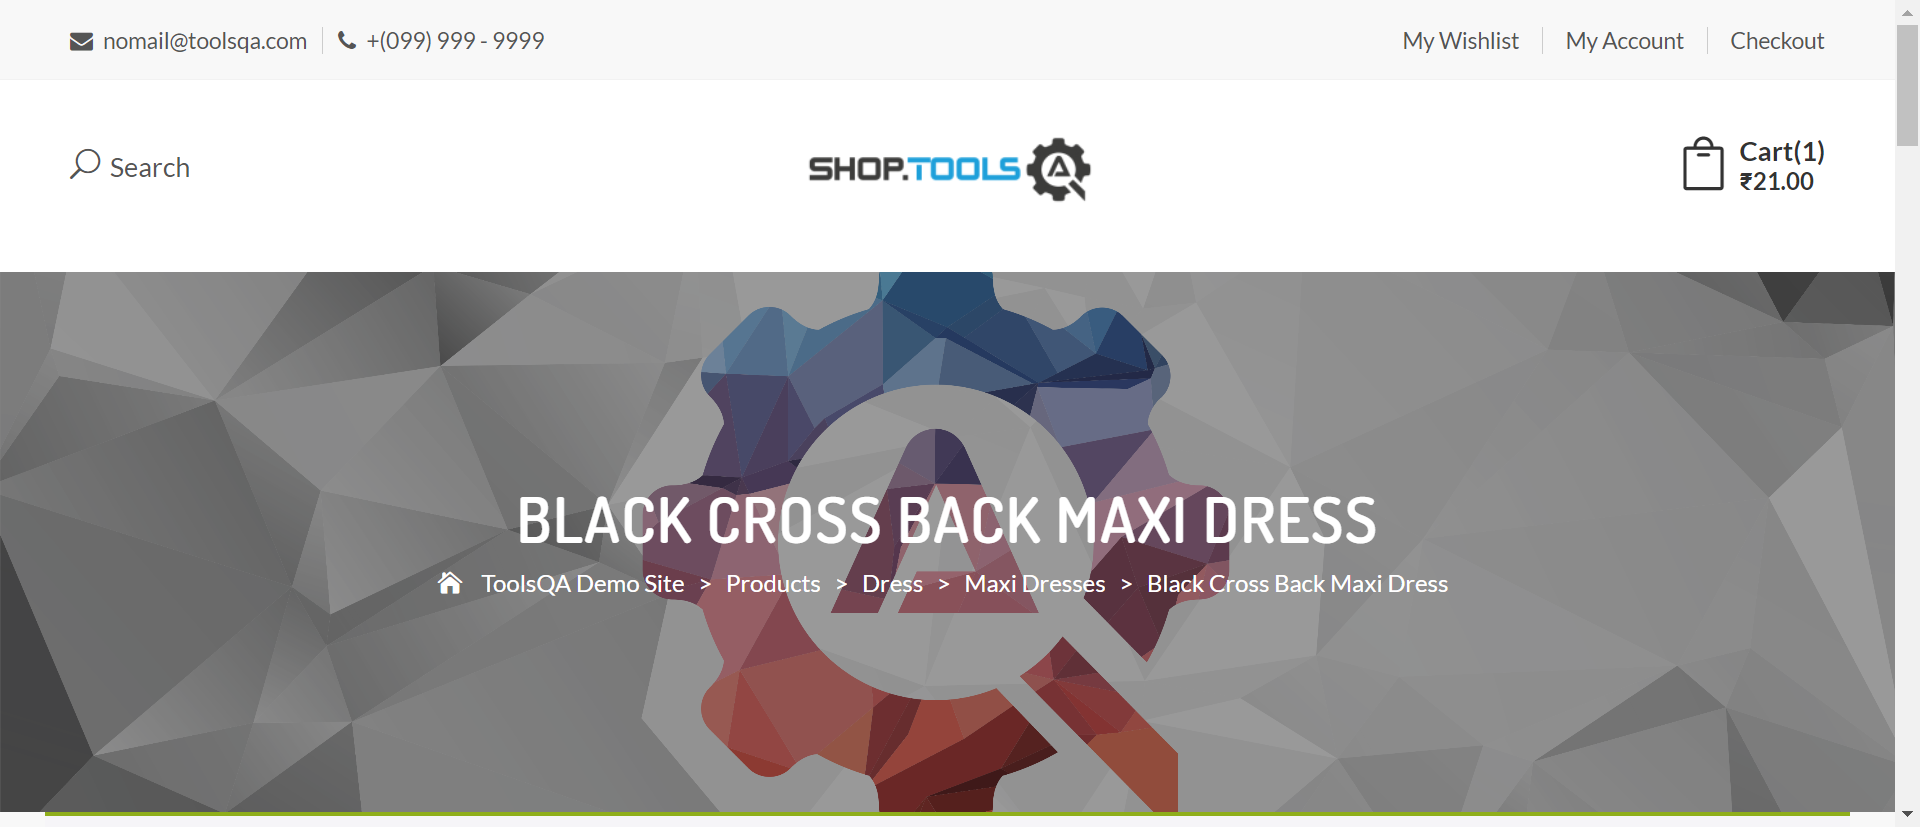 nomail@toolsqa.com +(099) 999 - 9999 My Wishlist My Account Checkout
Search SHOP.TOOLS Cart(1)
₹21.00
BLACK CROSS BACK MAXI DRESS
ToolsQA Demo Site > Products > Dress > Maxi Dresses > Black Cross Back Maxi Dress